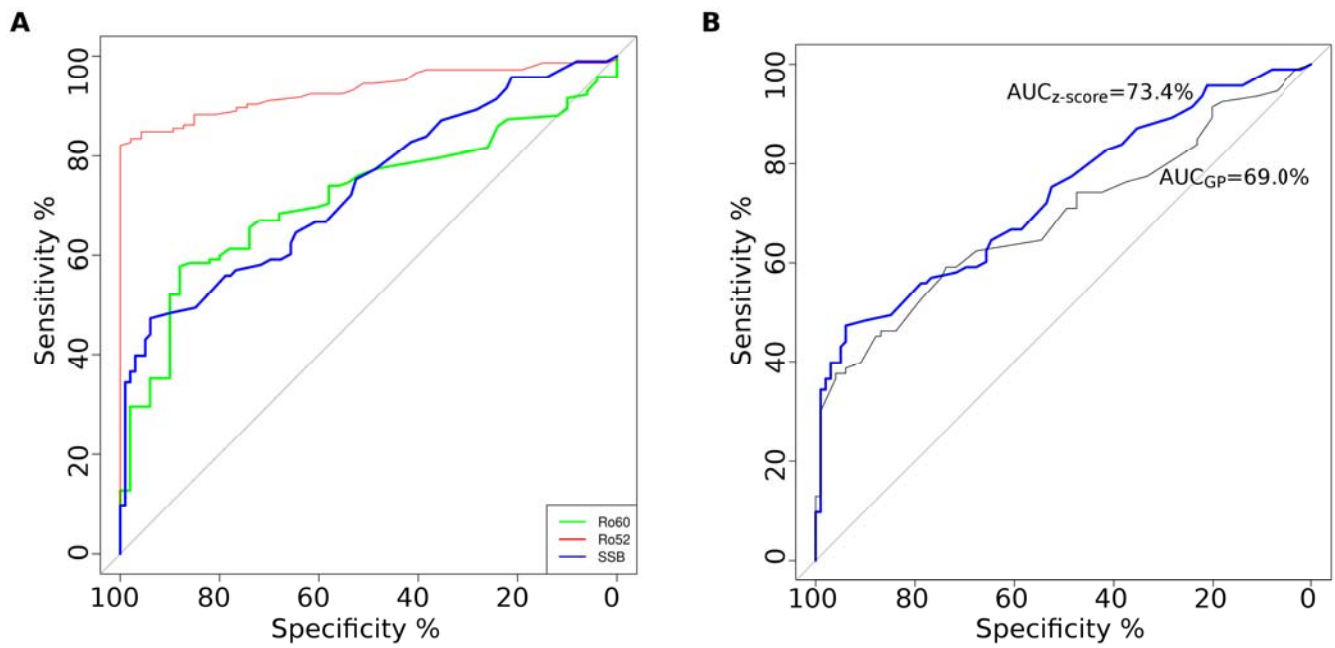 A
B
100
80
60
40
20
0
Sensitivity %
100 80 60 40 20 0
Specificity %
Ro60
Ro52
SSB
100
80
60
40
20
0
Sensitivity %
100 80 60 40 20 0
Specificity %
AUCz-score=73.4%
AUCGP=69.0%